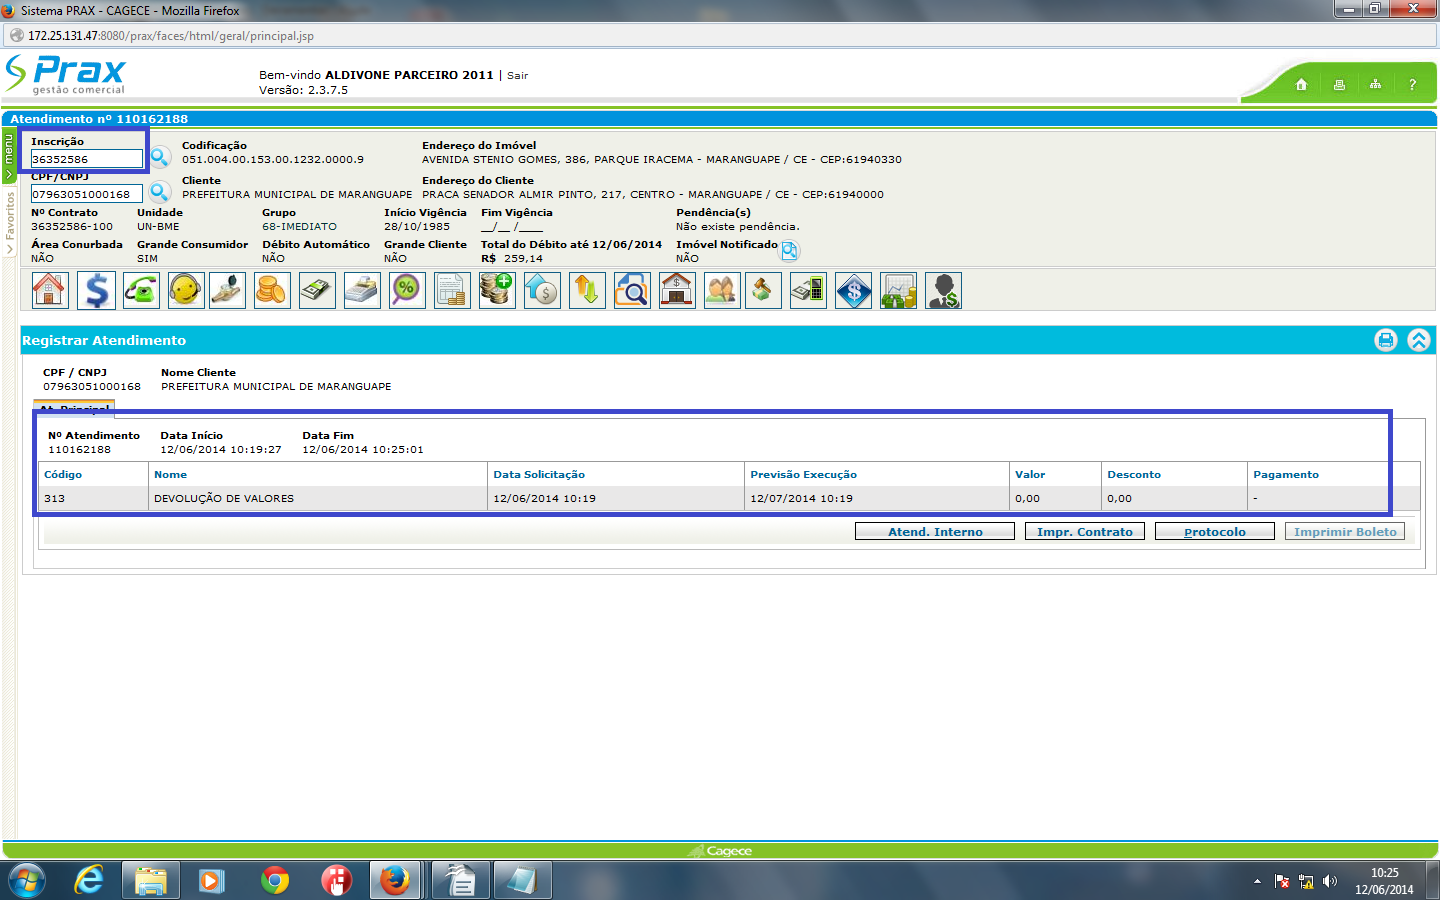 Sistema PRAX - CAGECE - Mozilla Firefox
172.25.131.47:8080/prax/faces/html/geral/principal.jsp
Prax
gestão comercial
Bem-vindo ALDIVONE PARCEIRO 2011 | Sair
Versão: 2.3.7.5
?
Atendimento nº 110162188
menu
Favoritos
Inscrição
36352586
Codificação
051.004.00.153.00.1232.0000.9
Endereço do Imóvel
AVENIDA STENIO GOMES, 386, PARQUE IRACEMA - MARANGUAPE / CE - CEP:61940330
CPF/CNPJ
07963051000168
Cliente
PREFEITURA MUNICIPAL DE MARANGUAPE
Endereço do Cliente
PRACA SENADOR ALMIR PINTO, 217, CENTRO - MARANGUAPE / CE - CEP:61940000
Nº Contrato Unidade Grupo Início Vigência Fim Vigência Pendência(s)
36352586-100 UN-BME 68-IMEDIATO 28/10/1985 __/__ /____ Não existe pendência.
Área Conurbada Grande Consumidor Débito Automático Grande Cliente Total do Débito até 12/06/2014 Imóvel Notificado
NÃO SIM NÃO NÃO R$ 259,14 NÃO
Registrar Atendimento
CPF / CNPJ Nome Cliente
07963051000168 PREFEITURA MUNICIPAL DE MARANGUAPE
At. Principal
Nº Atendimento Data Início Data Fim
110162188 12/06/2014 10:19:27 12/06/2014 10:25:01
Código Nome Data Solicitação Previsão Execução Valor Desconto Pagamento
313 DEVOLUÇÃO DE VALORES 12/06/2014 10:19 12/07/2014 10:19 0,00 0,00 -
Atend. Interno Impr. Contrato Protocolo Imprimir Boleto
Cagece
10:25
12/06/2014